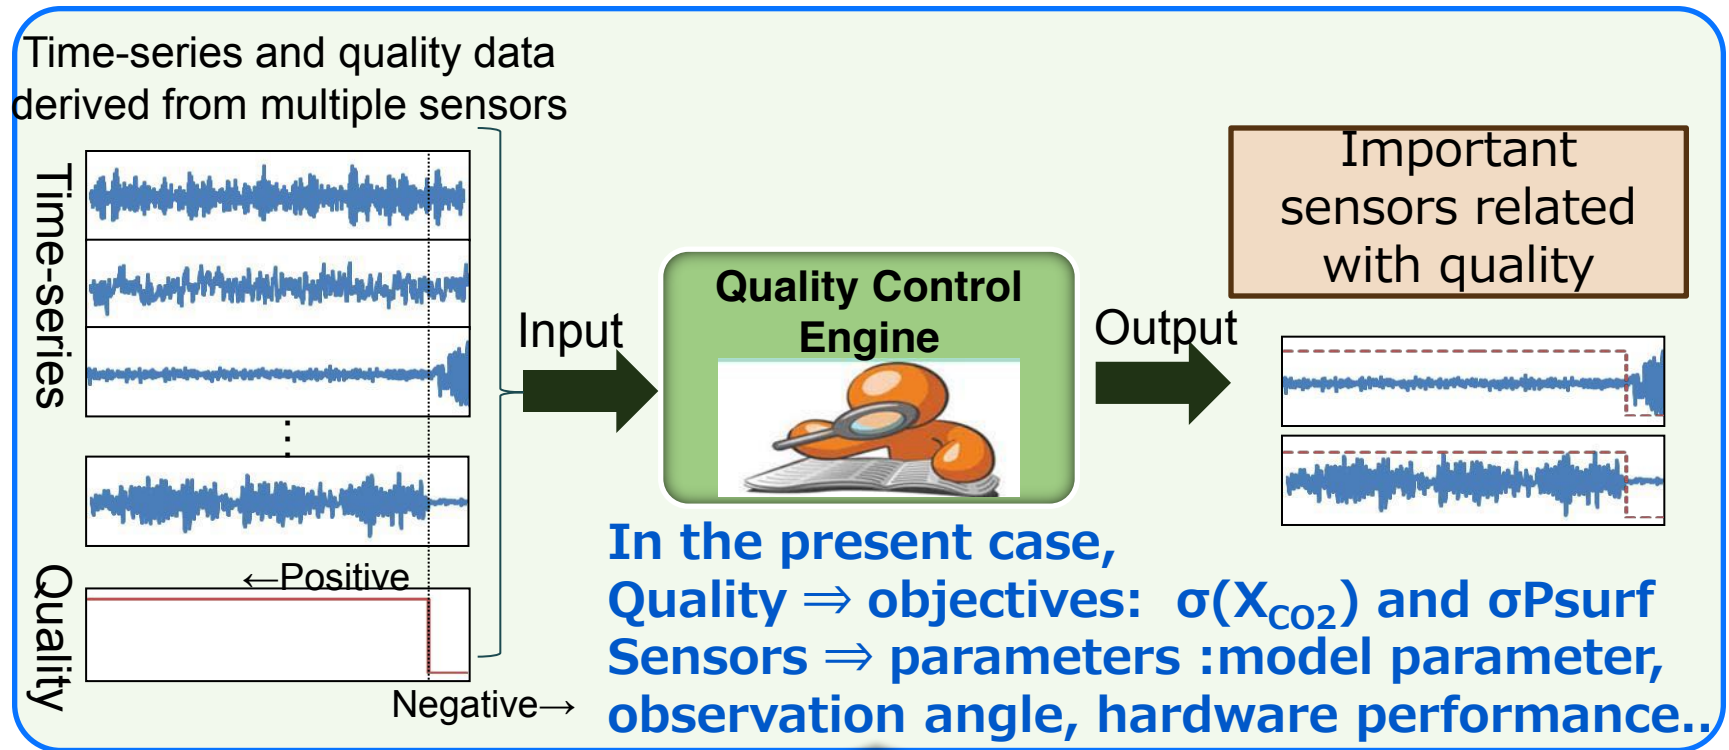 Time-series and quality data
derived from multiple sensors
Time-series
⋮
Quality
←Positive
Negative→
Input
Quality Control
Engine
Output
Important
sensors related
with quality
In the present case,
Quality ⇒ objectives: σ(X_CO2) and σPsurf
Sensors ⇒ parameters :model parameter,
observation angle, hardware performance..